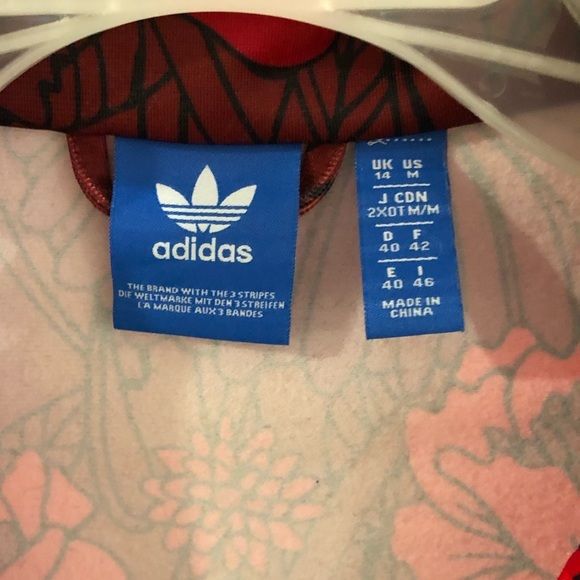 adidas
THE BRAND WITH THE 3 STRIPES
DIE WELTMARKE MIT DEN 3 STREIFEN
LA MARQUE AUX 3 BANDES
UK US
14 M
J CDN
2XOT M/M
D F
40 42
E I
40 46
MADE IN
CHINA